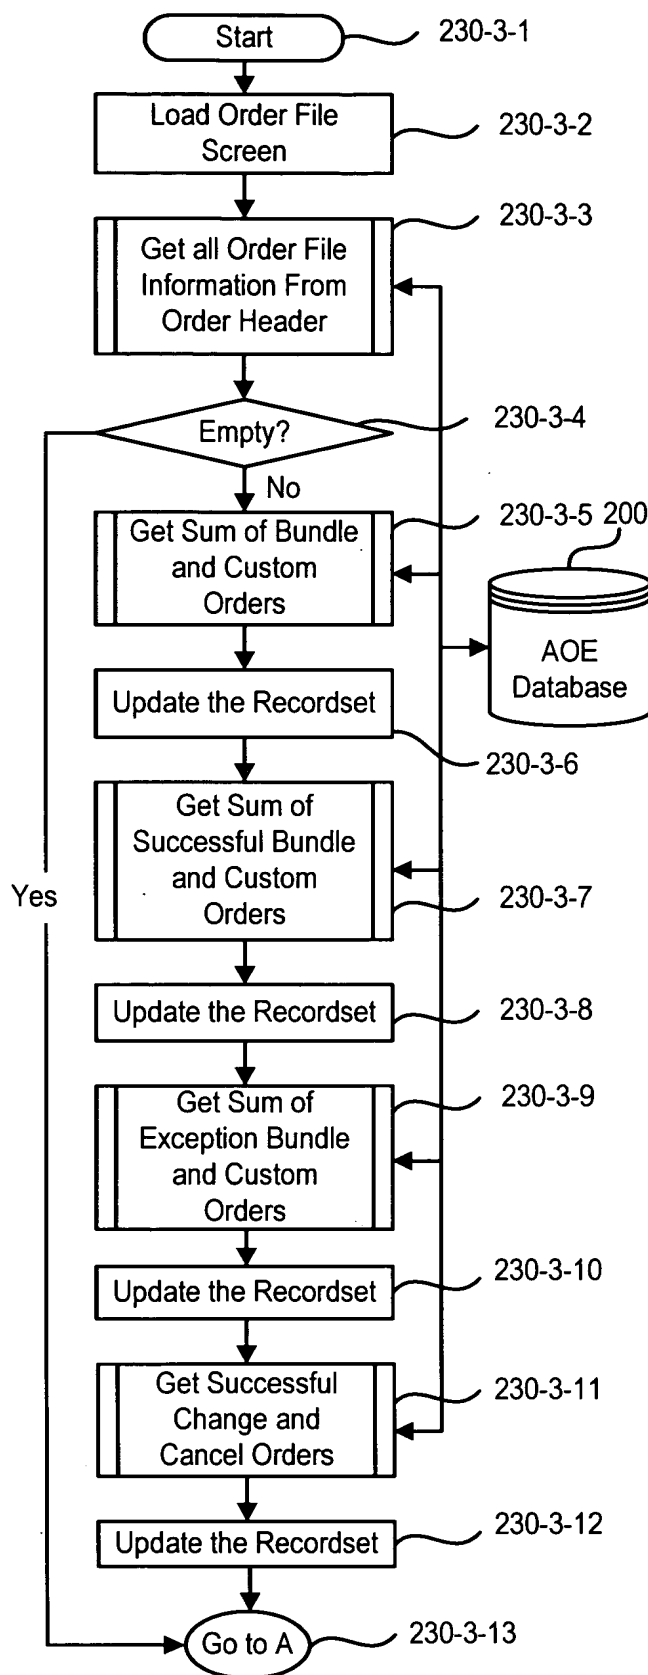 Start
230-3-1
Load Order File
Screen
230-3-2
230-3-3
Get all Order File
Information From
Order Header
Empty?
230-3-4
No
230-3-5
200
Get Sum of Bundle
and Custom
Orders
AOE
Database
Update the Recordset
230-3-6
Get Sum of
Successful Bundle
and Custom
Orders
Yes
230-3-7
Update the Recordset
230-3-8
230-3-9
Get Sum of
Exception Bundle
and Custom
Orders
230-3-10
Update the Recordset
Get Successful
Change and
Cancel Orders
230-3-11
230-3-12
Update the Recordset
Go to A
230-3-13